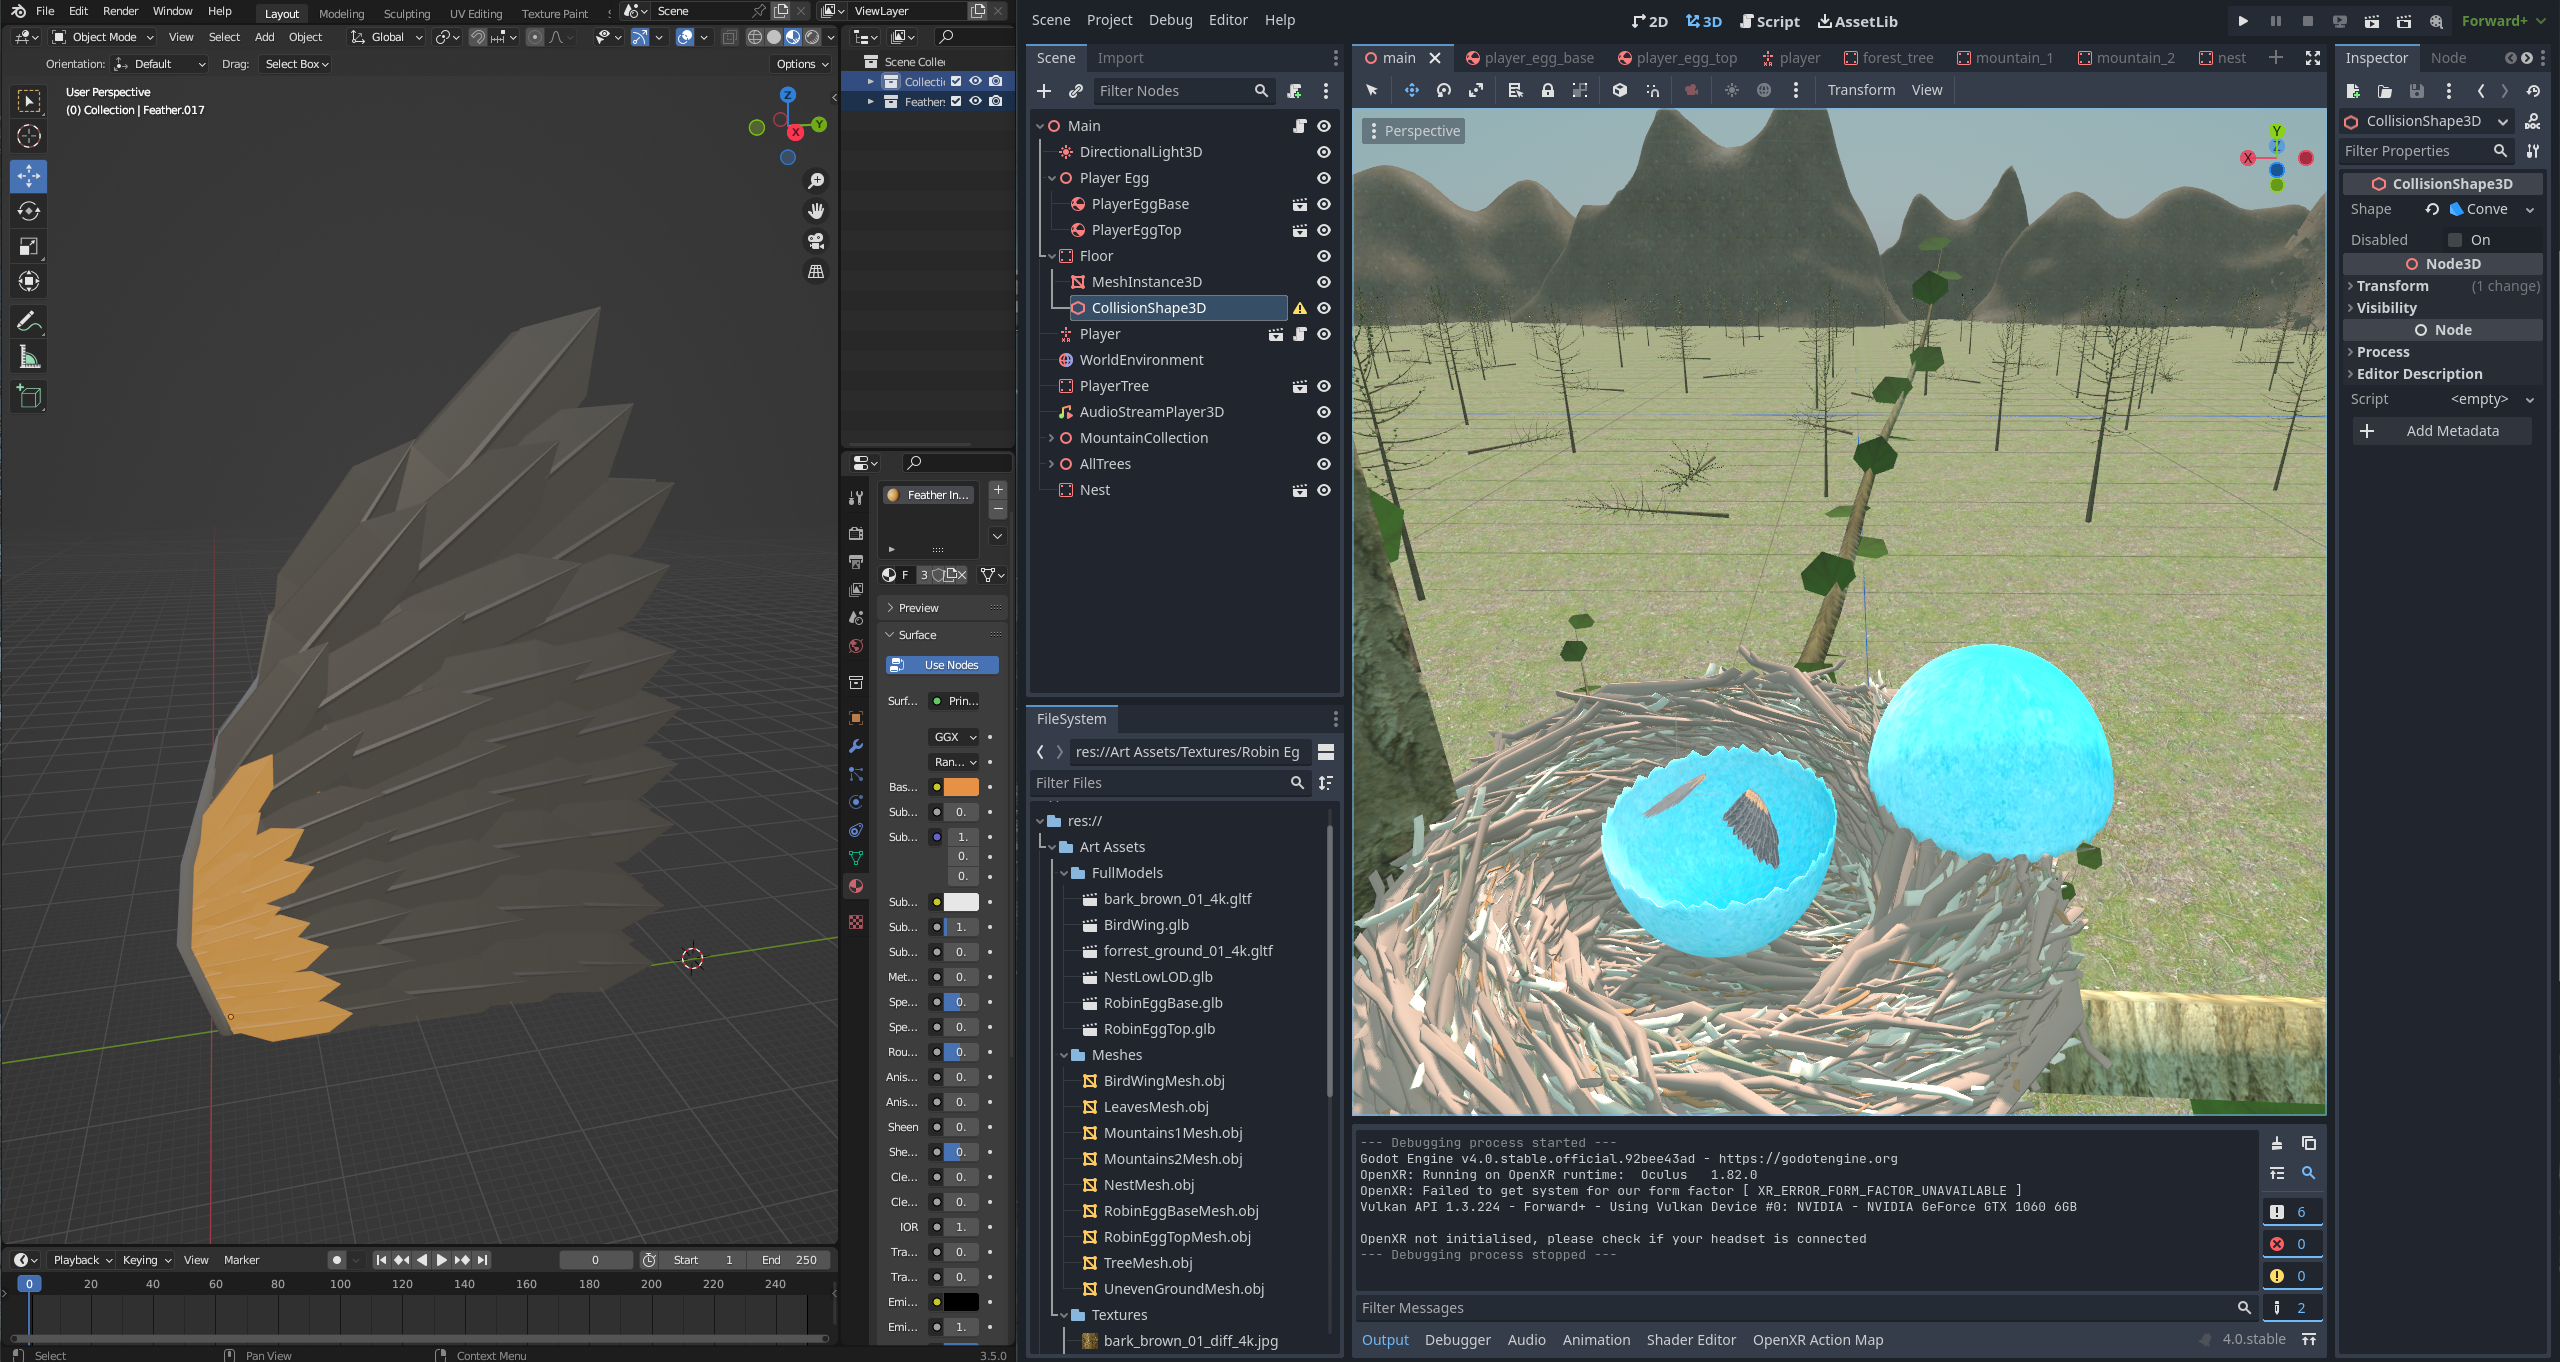 File Edit Render Window Help Layout Modeling Sculpting UV Editing Texture Paint Scene ViewLayer
Object Mode View Select Add Object Global
Orientation: Default Drag: Select Box Options
User Perspective
(0) Collection | Feather.017
Z
Y
X
Scene Collec
Collecti
Feather
Feather In...
F 3
Preview
Surface
Use Nodes
Surf... Prin...
GGX
Ran...
Bas...
Sub... 0.
Sub... 1.
0.
0.
Sub...
Sub... 1.
Sub... 0.
Met... 0.
Spe... 0.
Spe... 0.
Rou... 0.
Anis... 0.
Anis... 0.
Sheen 0.
She... 0.
Cle... 0.
Cle... 0.
IOR 1.
Tra... 0.
Tra... 0.
Emi...
Emi... 1.
Playback Keying View Marker 0 Start 1 End 250
0 20 40 60 80 100 120 140 160 180 200 220 240
Select Pan View Context Menu 3.5.0
Scene Project Debug Editor Help
2D 3D Script AssetLib
Forward+
Scene Import
Filter Nodes
Main
DirectionalLight3D
Player Egg
PlayerEggBase
PlayerEggTop
Floor
MeshInstance3D
CollisionShape3D
Player
WorldEnvironment
PlayerTree
AudioStreamPlayer3D
MountainCollection
AllTrees
Nest
FileSystem
res://Art Assets/Textures/Robin Eg
Filter Files
res://
Art Assets
FullModels
bark_brown_01_4k.gltf
BirdWing.glb
forrest_ground_01_4k.gltf
NestLowLOD.glb
RobinEggBase.glb
RobinEggTop.glb
Meshes
BirdWingMesh.obj
LeavesMesh.obj
Mountains1Mesh.obj
Mountains2Mesh.obj
NestMesh.obj
RobinEggBaseMesh.obj
RobinEggTopMesh.obj
TreeMesh.obj
UnevenGroundMesh.obj
Textures
bark_brown_01_diff_4k.jpg
main player_egg_base player_egg_top player forest_tree mountain_1 mountain_2 nest
Transform View
Perspective
Y
X
Z
--- Debugging process started ---
Godot Engine v4.0.stable.official.92bee43ad - https://godotengine.org
OpenXR: Running on OpenXR runtime: Oculus 1.82.0
OpenXR: Failed to get system for our form factor [ XR_ERROR_FORM_FACTOR_UNAVAILABLE ]
Vulkan API 1.3.224 - Forward+ - Using Vulkan Device #0: NVIDIA - NVIDIA GeForce GTX 1060 6GB
OpenXR not initialised, please check if your headset is connected
--- Debugging process stopped ---
6
0
0
2
Filter Messages
Output Debugger Audio Animation Shader Editor OpenXR Action Map 4.0.stable
Inspector Node
CollisionShape3D
Filter Properties
CollisionShape3D
Shape Conve
Disabled On
Node3D
Transform (1 change)
Visibility
Node
Process
Editor Description
Script <empty>
Add Metadata